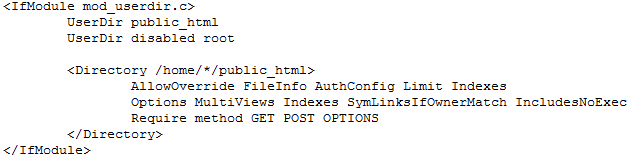 <IfModule mod_userdir.c>
UserDir public_html
UserDir disabled root
<Directory /home/*/public_html>
AllowOverride FileInfo AuthConfig Limit Indexes
Options MultiViews Indexes SymLinksIfOwnerMatch IncludesNoExec
Require method GET POST OPTIONS
</Directory>
</IfModule>